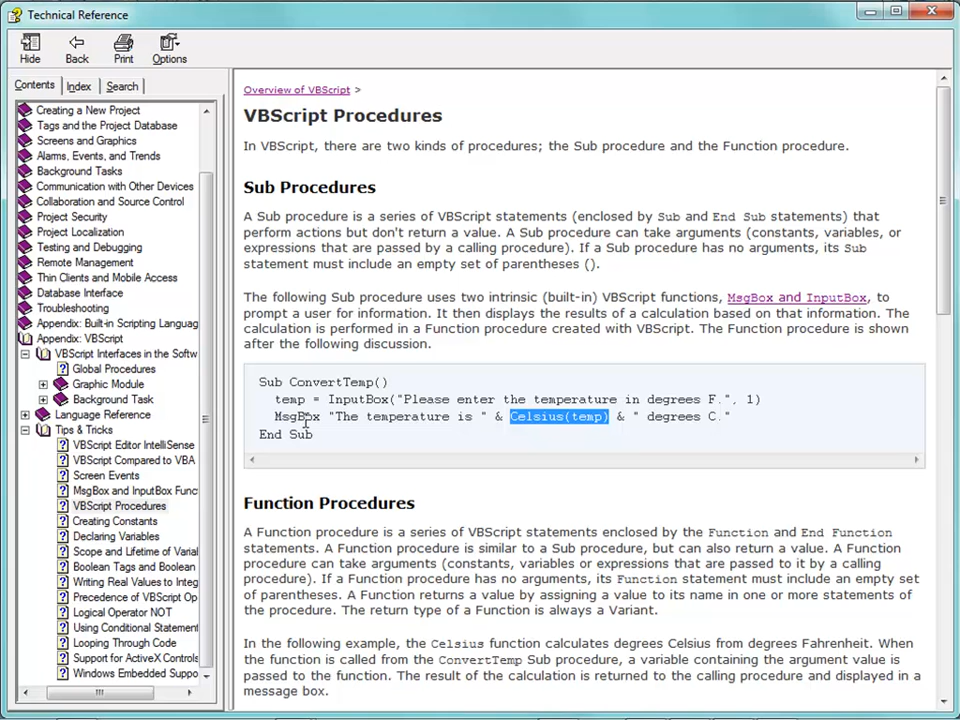 Technical Reference
Hide Back Print Options
Contents Index Search
Creating a New Project
Tags and the Project Database
Screens and Graphics
Alarms, Events, and Trends
Background Tasks
Communication with Other Devices
Collaboration and Source Control
Project Security
Project Localization
Testing and Debugging
Remote Management
Thin Clients and Mobile Access
Database Interface
Troubleshooting
Appendix: Built-in Scripting Languag
Appendix: VBScript
VBScript Interfaces in the Softw
Global Procedures
Graphic Module
Background Task
Language Reference
Tips & Tricks
VBScript Editor IntelliSense
VBScript Compared to VBA
Screen Events
MsgBox and InputBox Func
VBScript Procedures
Creating Constants
Declaring Variables
Scope and Lifetime of Varial
Boolean Tags and Boolean
Writing Real Values to Integ
Precedence of VBScript Op
Logical Operator NOT
Using Conditional Statement
Looping Through Code
Support for ActiveX Controls
Windows Embedded Suppo
Overview of VBScript >
VBScript Procedures
In VBScript, there are two kinds of procedures; the Sub procedure and the Function procedure.
Sub Procedures
A Sub procedure is a series of VBScript statements (enclosed by Sub and End Sub statements) that
perform actions but don't return a value. A Sub procedure can take arguments (constants, variables, or
expressions that are passed by a calling procedure). If a Sub procedure has no arguments, its Sub
statement must include an empty set of parentheses ().
The following Sub procedure uses two intrinsic (built-in) VBScript functions, MsgBox and InputBox, to
prompt a user for information. It then displays the results of a calculation based on that information. The
calculation is performed in a Function procedure created with VBScript. The Function procedure is shown
after the following discussion.
Sub ConvertTemp()
temp = InputBox("Please enter the temperature in degrees F.", 1)
MsgBox "The temperature is " & Celsius(temp) & " degrees C."
End Sub
Function Procedures
A Function procedure is a series of VBScript statements enclosed by the Function and End Function
statements. A Function procedure is similar to a Sub procedure, but can also return a value. A Function
procedure can take arguments (constants, variables or expressions that are passed to it by a calling
procedure). If a Function procedure has no arguments, its Function statement must include an empty set
of parentheses. A Function returns a value by assigning a value to its name in one or more statements of
the procedure. The return type of a Function is always a Variant.
In the following example, the Celsius function calculates degrees Celsius from degrees Fahrenheit. When
the function is called from the ConvertTemp Sub procedure, a variable containing the argument value is
passed to the function. The result of the calculation is returned to the calling procedure and displayed in a
message box.